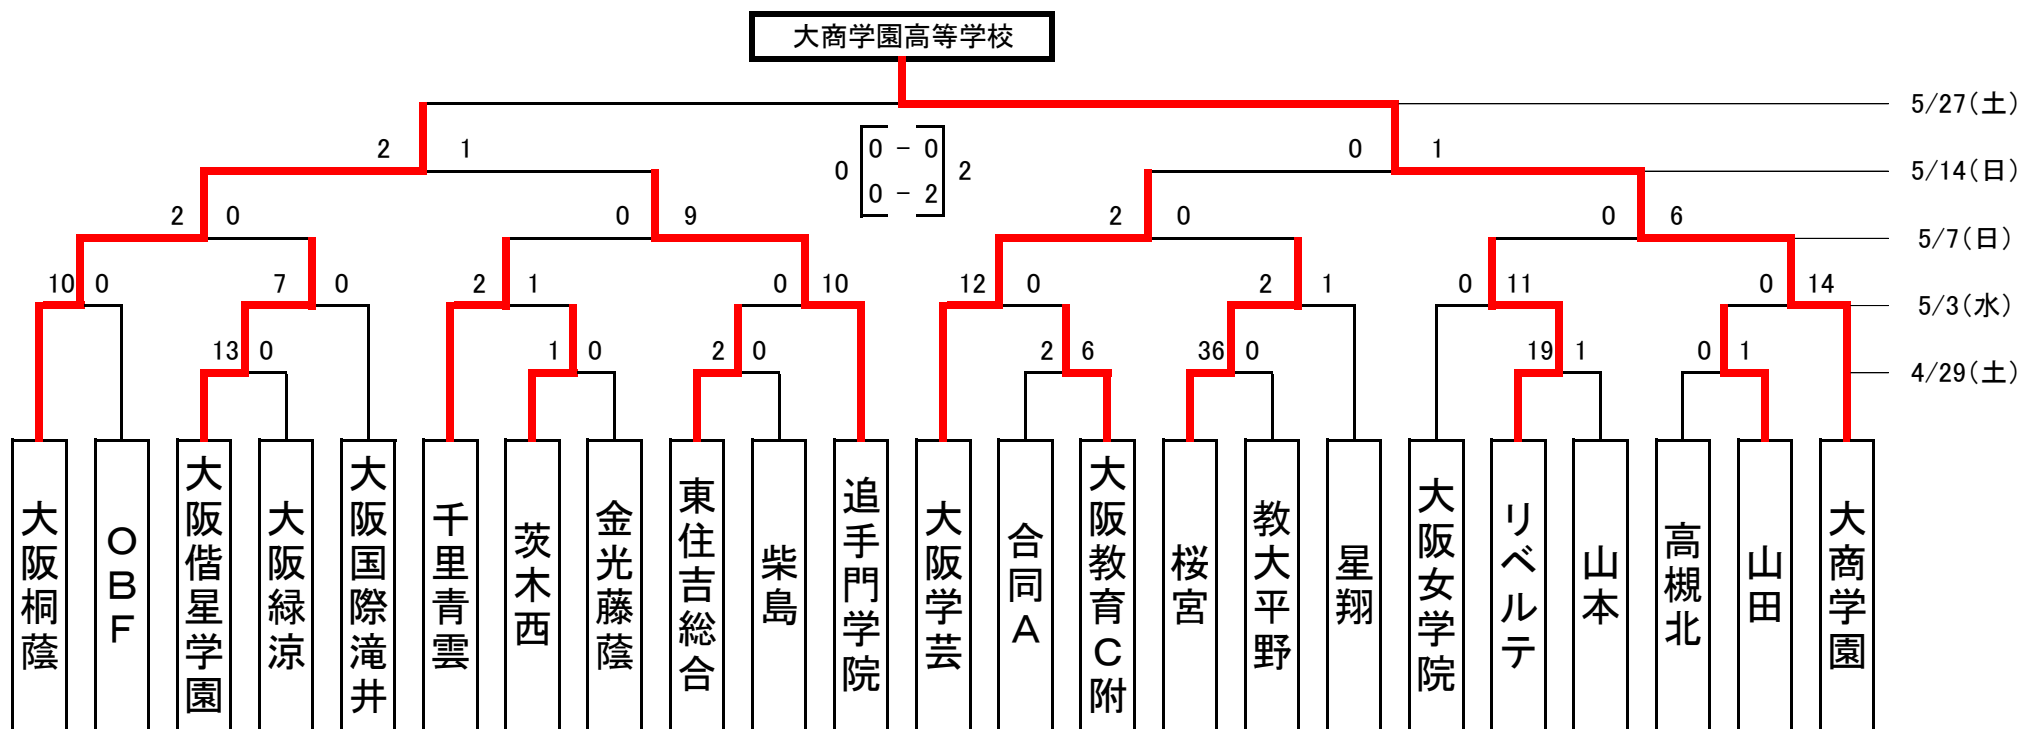 大商学園高等学校
5/27(土)
2 1 0 0 - 0 2 0 1 5/14(日)
0 - 2
2 0 0 9 2 0 0 6 5/7(日)
10 0 7 0 2 1 0 10 12 0 2 1 0 11 0 14 5/3(水)
13 0 1 0 2 0 2 6 36 0 19 1 0 1 4/29(土)
大阪桐蔭
OBF
大阪偕星学園
大阪緑涼
大阪国際滝井
千里青雲
茨木西
金光藤蔭
東住吉総合
柴島
追手門学院
大阪学芸
合同A
大阪教育C附
桜宮
教大平野
星翔
大阪女学院
リベルテ
山本
高槻北
山田
大商学園